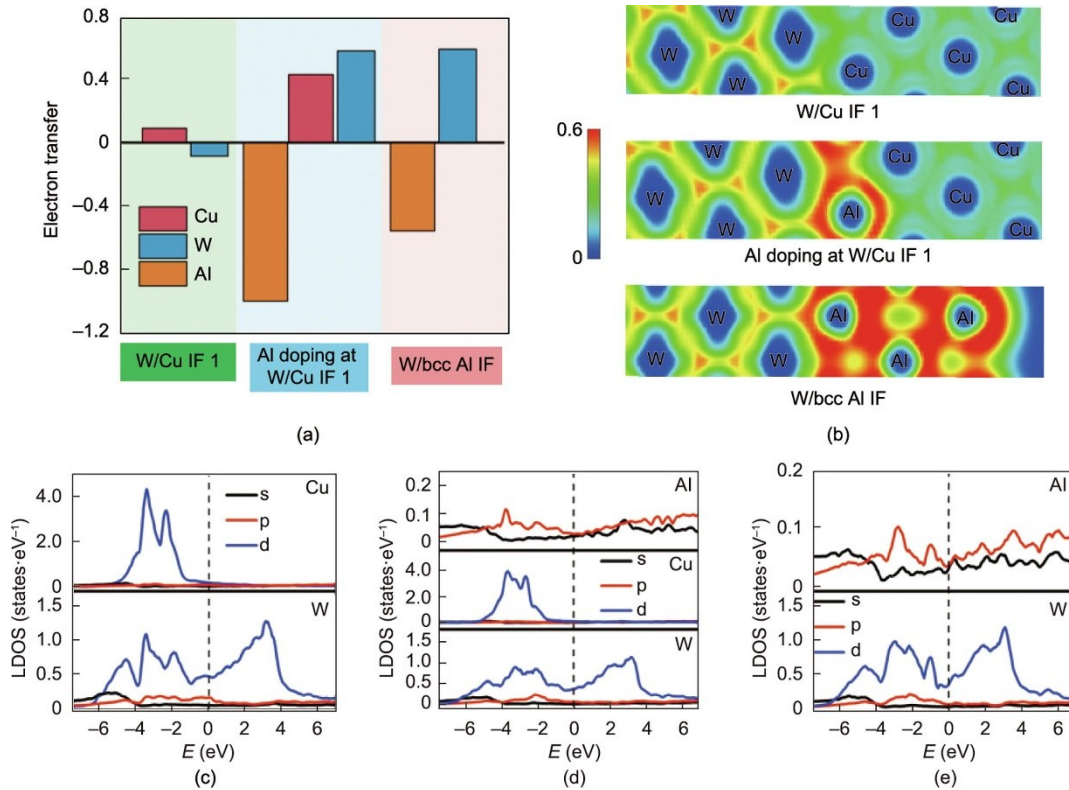 0.8
0.4
0
−0.4
−0.8
−1.2
Electron transfer
Cu
W
Al
W/Cu IF 1
Al doping at
W/Cu IF 1
W/bcc Al IF
(a)
W
W
W
W
Cu
Cu
Cu
Cu
Cu
W/Cu IF 1
0.6
0
W
W
W
W
Al
Cu
Cu
Cu
Cu
Al doping at W/Cu IF 1
W
W
W
Al
Al
Al
W/bcc Al IF
(b)
LDOS (states·eV⁻¹)
4.0
2.0
0
Cu
s
p
d
1.5
1.0
0.5
0
W
−6 −4 −2 0 2 4 6
E (eV)
(c)
LDOS (states·eV⁻¹)
0.2
0.1
0
Al
4.0
2.0
0
Cu
s
p
d
1.5
1.0
0.5
0
W
−6 −4 −2 0 2 4 6
E (eV)
(d)
LDOS (states·eV⁻¹)
0.2
0.1
0
Al
1.5
1.0
0.5
0
s
p
d
W
−6 −4 −2 0 2 4 6
E (eV)
(e)